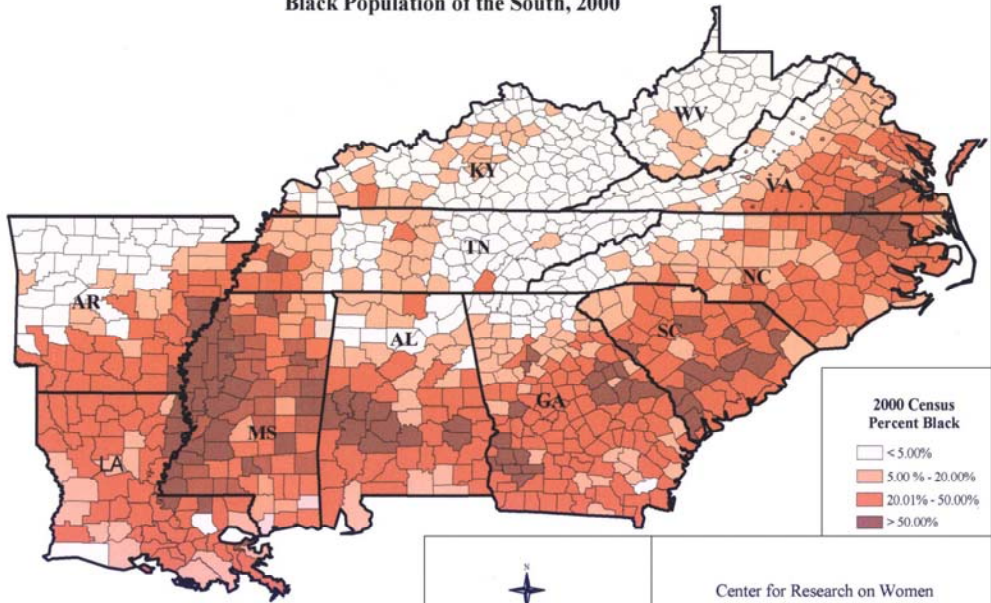 Black Population of the South, 2000
WV
KY
VA
TN
NC
AR
AL
SC
GA
MS
LA
2000 Census
Percent Black
< 5.00%
5.00 % - 20.00%
20.01% - 50.00%
> 50.00%
N
Center for Research on Women